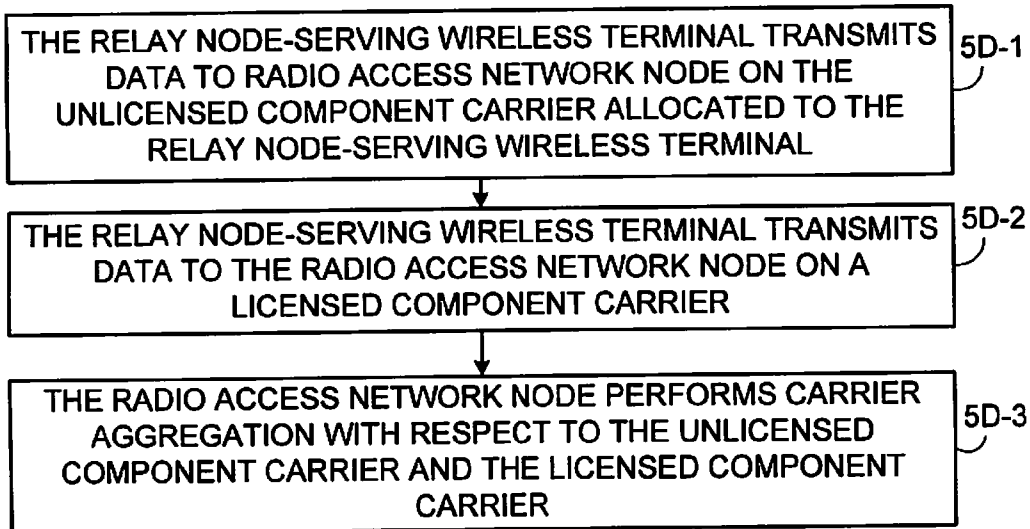 THE RELAY NODE-SERVING WIRELESS TERMINAL TRANSMITS
DATA TO RADIO ACCESS NETWORK NODE ON THE
UNLICENSED COMPONENT CARRIER ALLOCATED TO THE
RELAY NODE-SERVING WIRELESS TERMINAL
5D-1
THE RELAY NODE-SERVING WIRELESS TERMINAL TRANSMITS
DATA TO THE RADIO ACCESS NETWORK NODE ON A
LICENSED COMPONENT CARRIER
5D-2
THE RADIO ACCESS NETWORK NODE PERFORMS CARRIER
AGGREGATION WITH RESPECT TO THE UNLICENSED
COMPONENT CARRIER AND THE LICENSED COMPONENT
CARRIER
5D-3